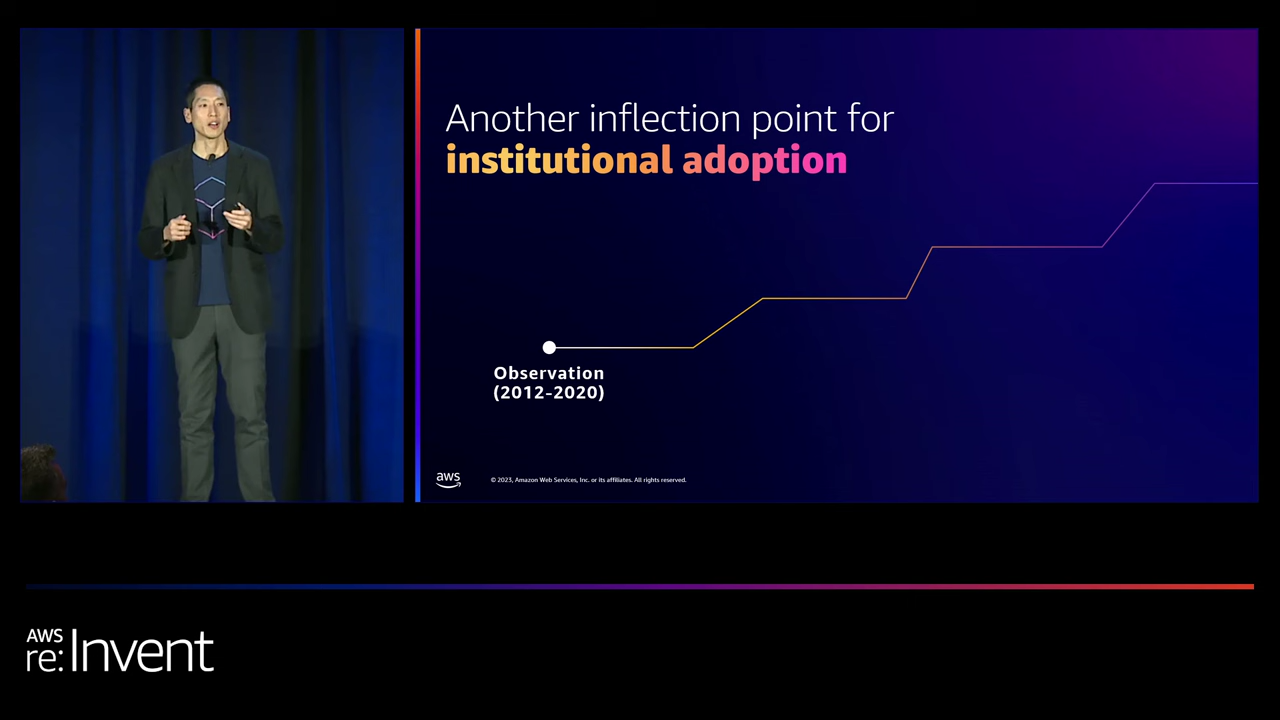 Another inflection point for
institutional adoption
Observation
(2012-2020)
aws
© 2023, Amazon Web Services, Inc. or its affiliates. All rights reserved.
AWS
re:Invent